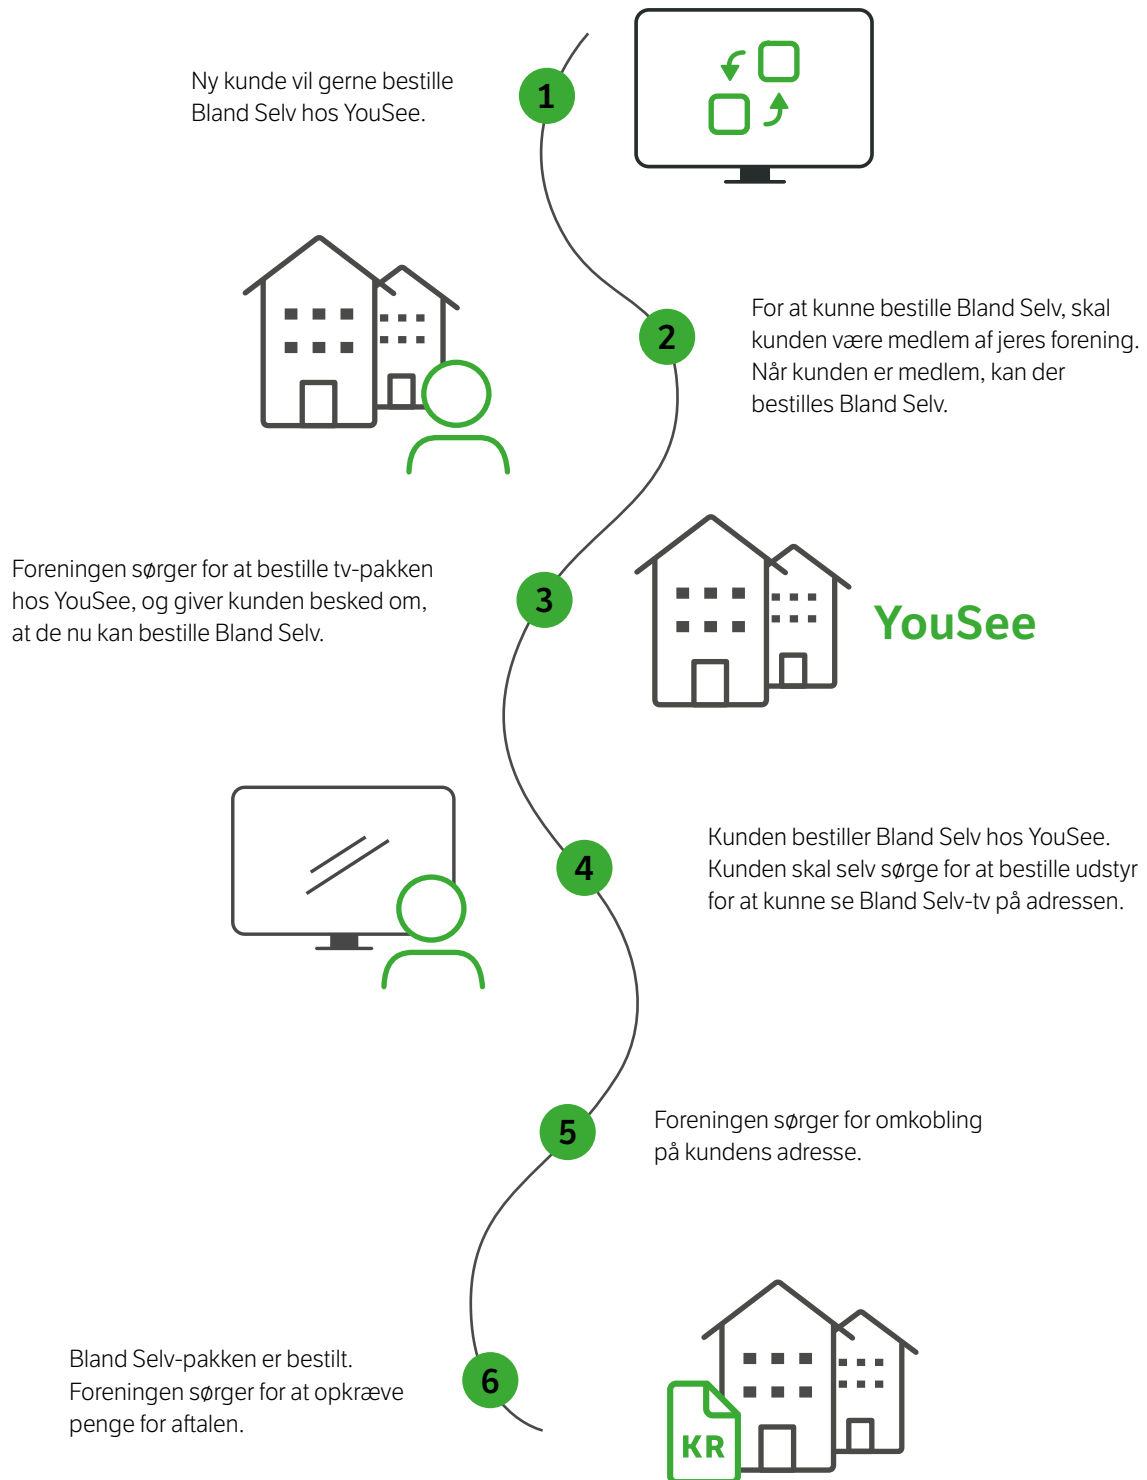 Ny kunde vil gerne bestille
Bland Selv hos YouSee.
1
2
For at kunne bestille Bland Selv, skal
kunden være medlem af jeres forening.
Når kunden er medlem, kan der
bestilles Bland Selv.
Foreningen sørger for at bestille tv-pakken
hos YouSee, og giver kunden besked om,
at de nu kan bestille Bland Selv.
3
YouSee
4
Kunden bestiller Bland Selv hos YouSee.
Kunden skal selv sørge for at bestille udstyr
for at kunne se Bland Selv-tv på adressen.
5
Foreningen sørger for omkobling
på kundens adresse.
Bland Selv-pakken er bestilt.
Foreningen sørger for at opkræve
penge for aftalen.
6
KR